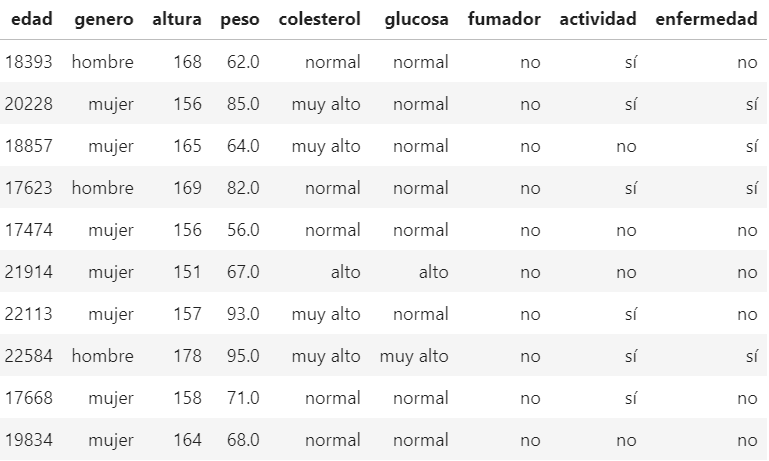 edad genero altura peso colesterol glucosa fumador actividad enfermedad
18393 hombre 168 62.0 normal normal no sí no
20228 mujer 156 85.0 muy alto normal no sí sí
18857 mujer 165 64.0 muy alto normal no no sí
17623 hombre 169 82.0 normal normal no sí sí
17474 mujer 156 56.0 normal normal no no no
21914 mujer 151 67.0 alto alto no no no
22113 mujer 157 93.0 muy alto normal no sí no
22584 hombre 178 95.0 muy alto muy alto no sí sí
17668 mujer 158 71.0 normal normal no sí no
19834 mujer 164 68.0 normal normal no no no